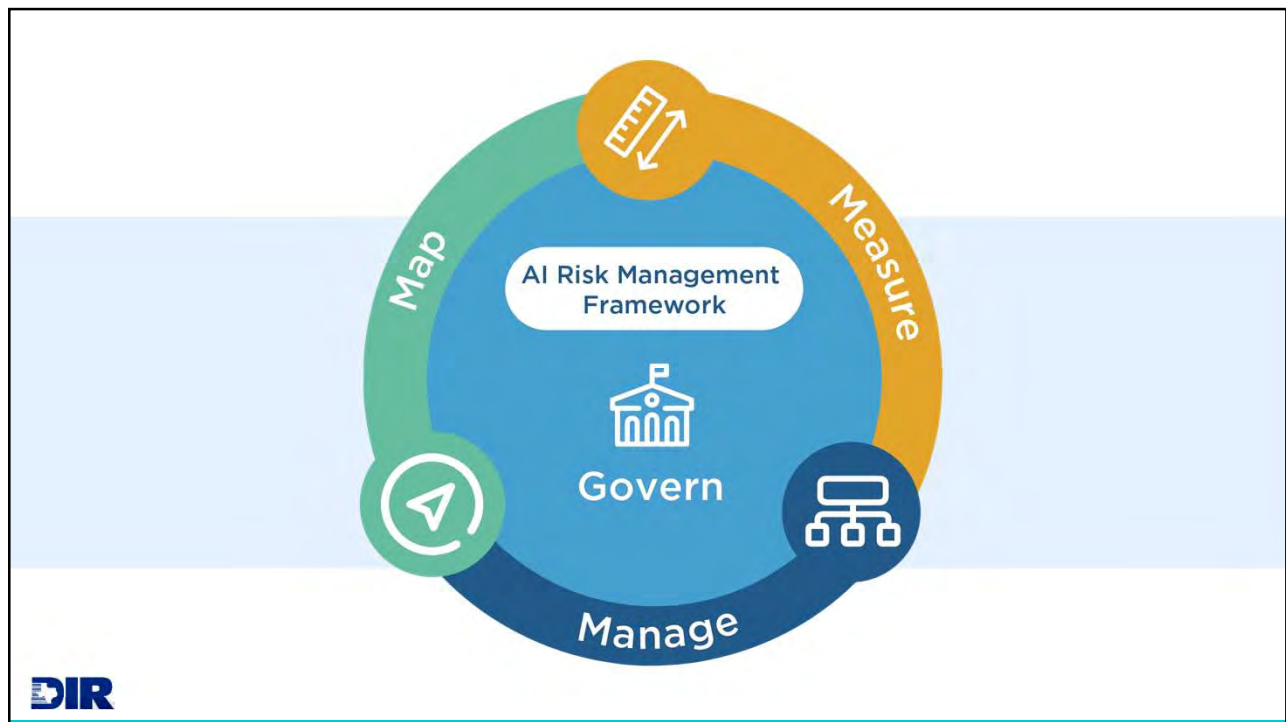 Map
Measure
AI Risk Management
Framework
Govern
Manage
DIR